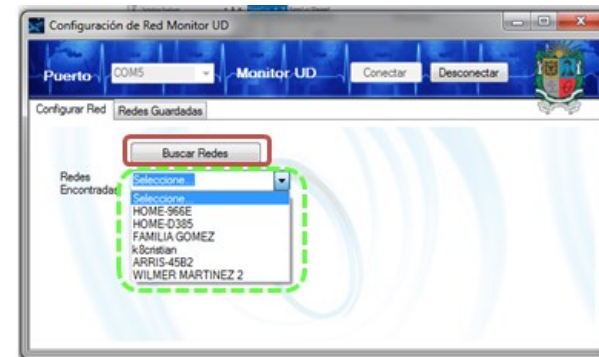 Configuración de Red Monitor UD
Puerto COM5 Monitor UD Conectar Desconectar
Configurar Red Redes Guardadas
Buscar Redes
Redes Encontradas Seleccione...
Seleccione...
HOME-966E
HOME-D385
FAMILIA GOMEZ
k8cristian
ARRIS-45B2
WILMER MARTINEZ 2